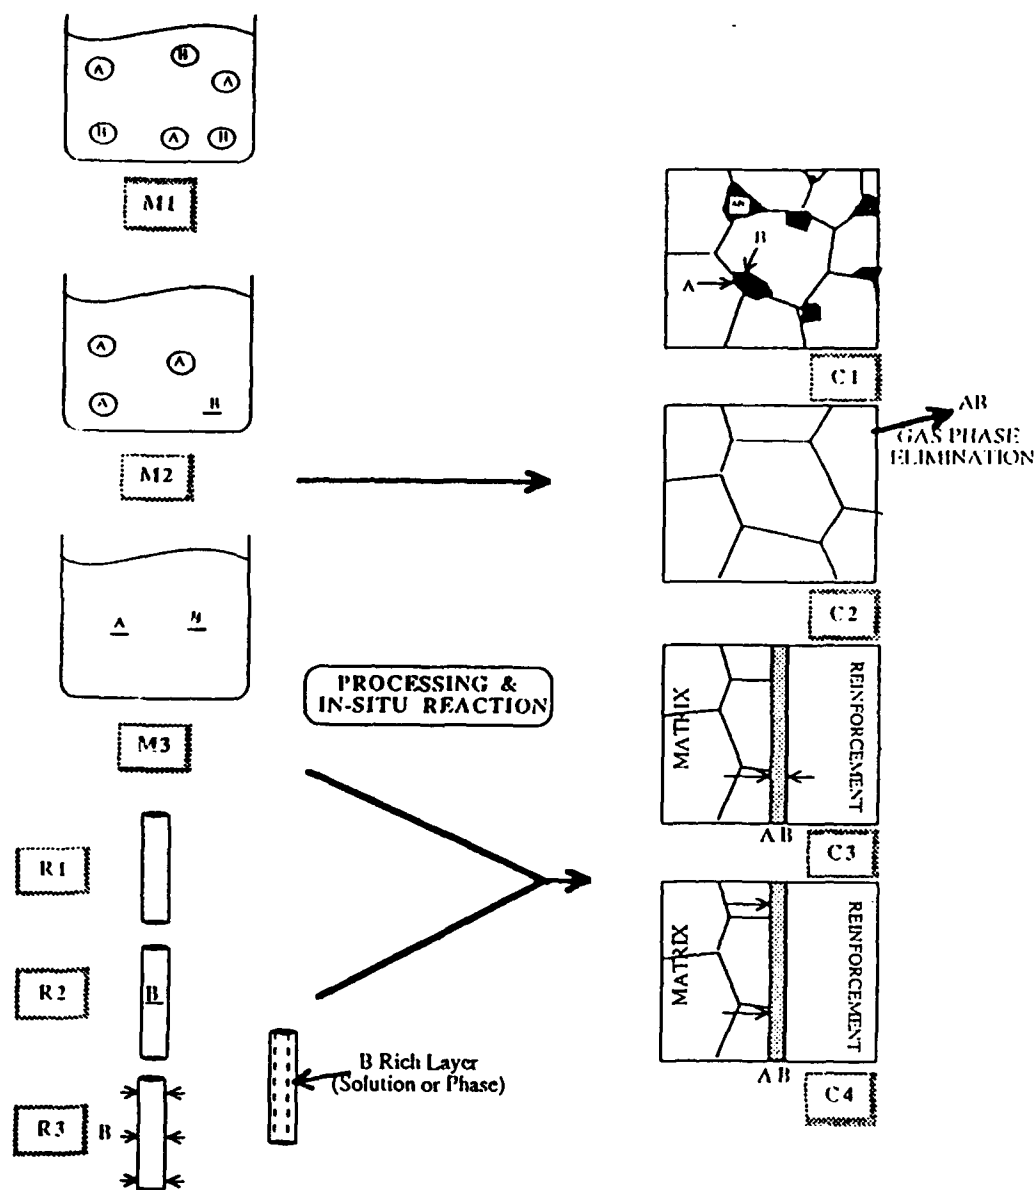 A
B
A
B
A
B
M1
A
A
A
B
M2
A
B
M3
PROCESSING &
IN-SITU REACTION
R1
R2
B
R3
B
B Rich Layer
(Solution or Phase)
B
A
C1
AB
GAS PHASE
ELIMINATION
C2
MATRIX
REINFORCEMENT
A B
C3
MATRIX
REINFORCEMENT
A B
C4